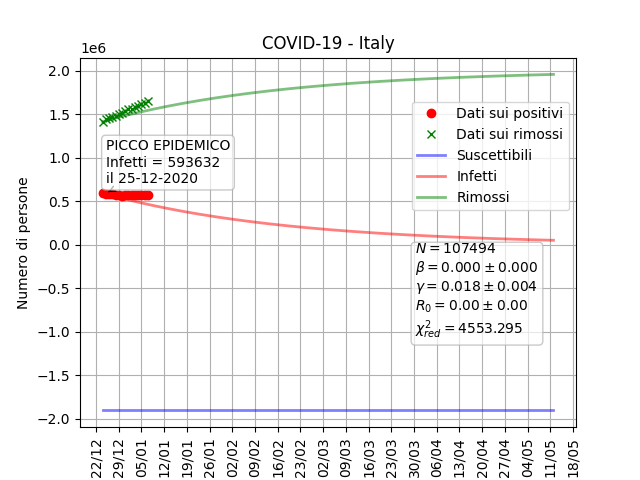 COVID-19 - Italy
1e6
2.0
1.5
1.0
0.5
0.0
−0.5
−1.0
−1.5
−2.0
Numero di persone
Dati sui positivi
Dati sui rimossi
Suscettibili
Infetti
Rimossi
PICCO EPIDEMICO
Infetti = 593632
il 25-12-2020
N = 107494
β = 0.000 ± 0.000
γ = 0.018 ± 0.004
R₀ = 0.00 ± 0.00
χ²_red = 4553.295
22/12
29/12
05/01
12/01
19/01
26/01
02/02
09/02
16/02
23/02
02/03
09/03
16/03
23/03
30/03
06/04
13/04
20/04
27/04
04/05
11/05
18/05